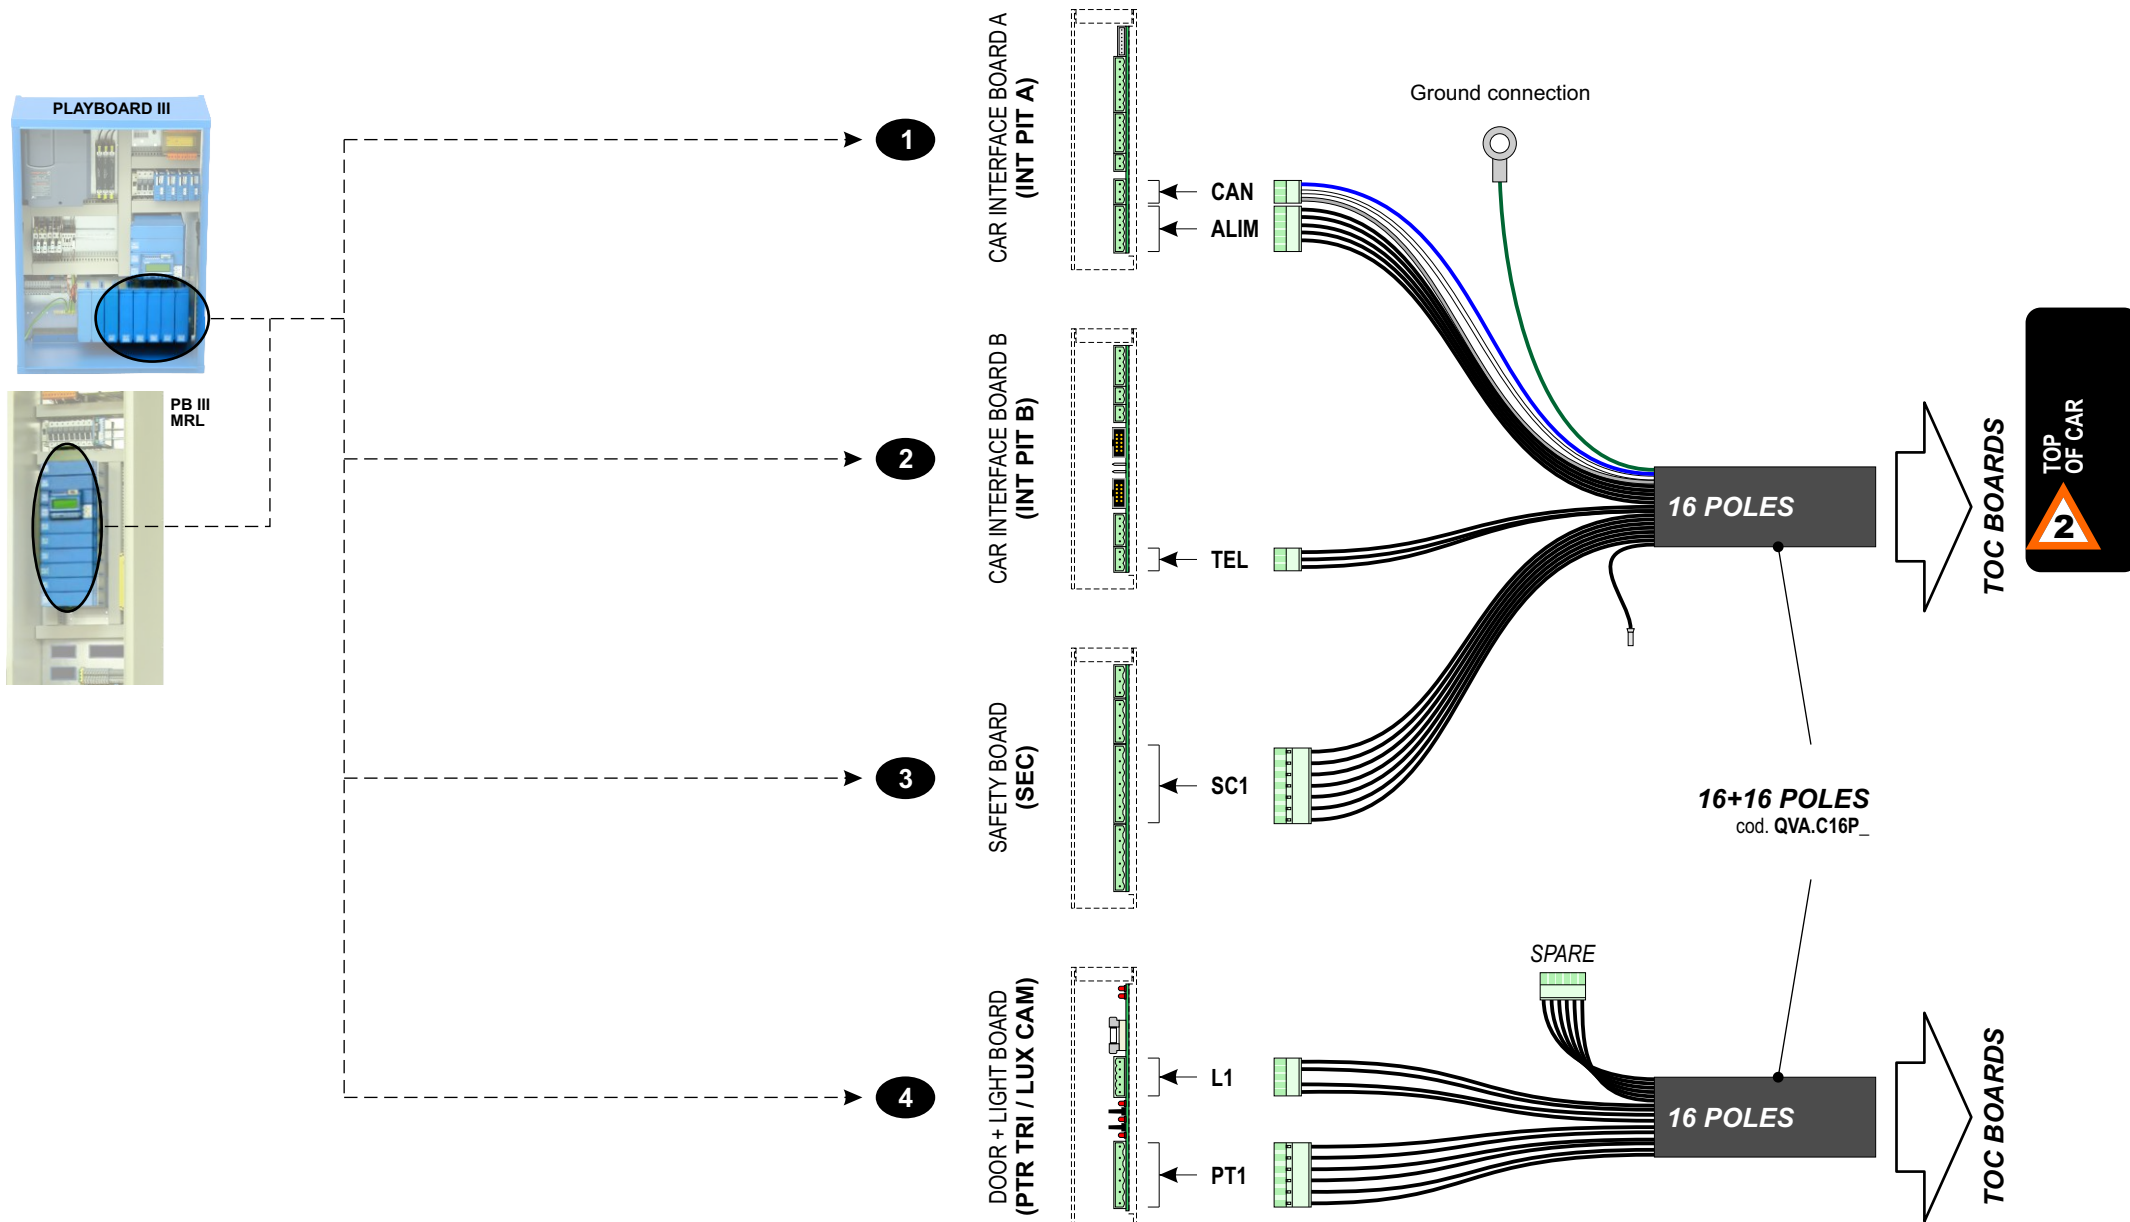 PLAYBOARD III
PB III
MRL
1
CAR INTERFACE BOARD A
(INT PIT A)
CAN
ALIM
Ground connection
2
CAR INTERFACE BOARD B
(INT PIT B)
TEL
16 POLES
TOC BOARDS
TOP
OF CAR
2
3
SAFETY BOARD
(SEC)
SC1
16+16 POLES
cod. QVA.C16P_
4
DOOR + LIGHT BOARD
(PTR TRI / LUX CAM)
L1
PT1
SPARE
16 POLES
TOC BOARDS